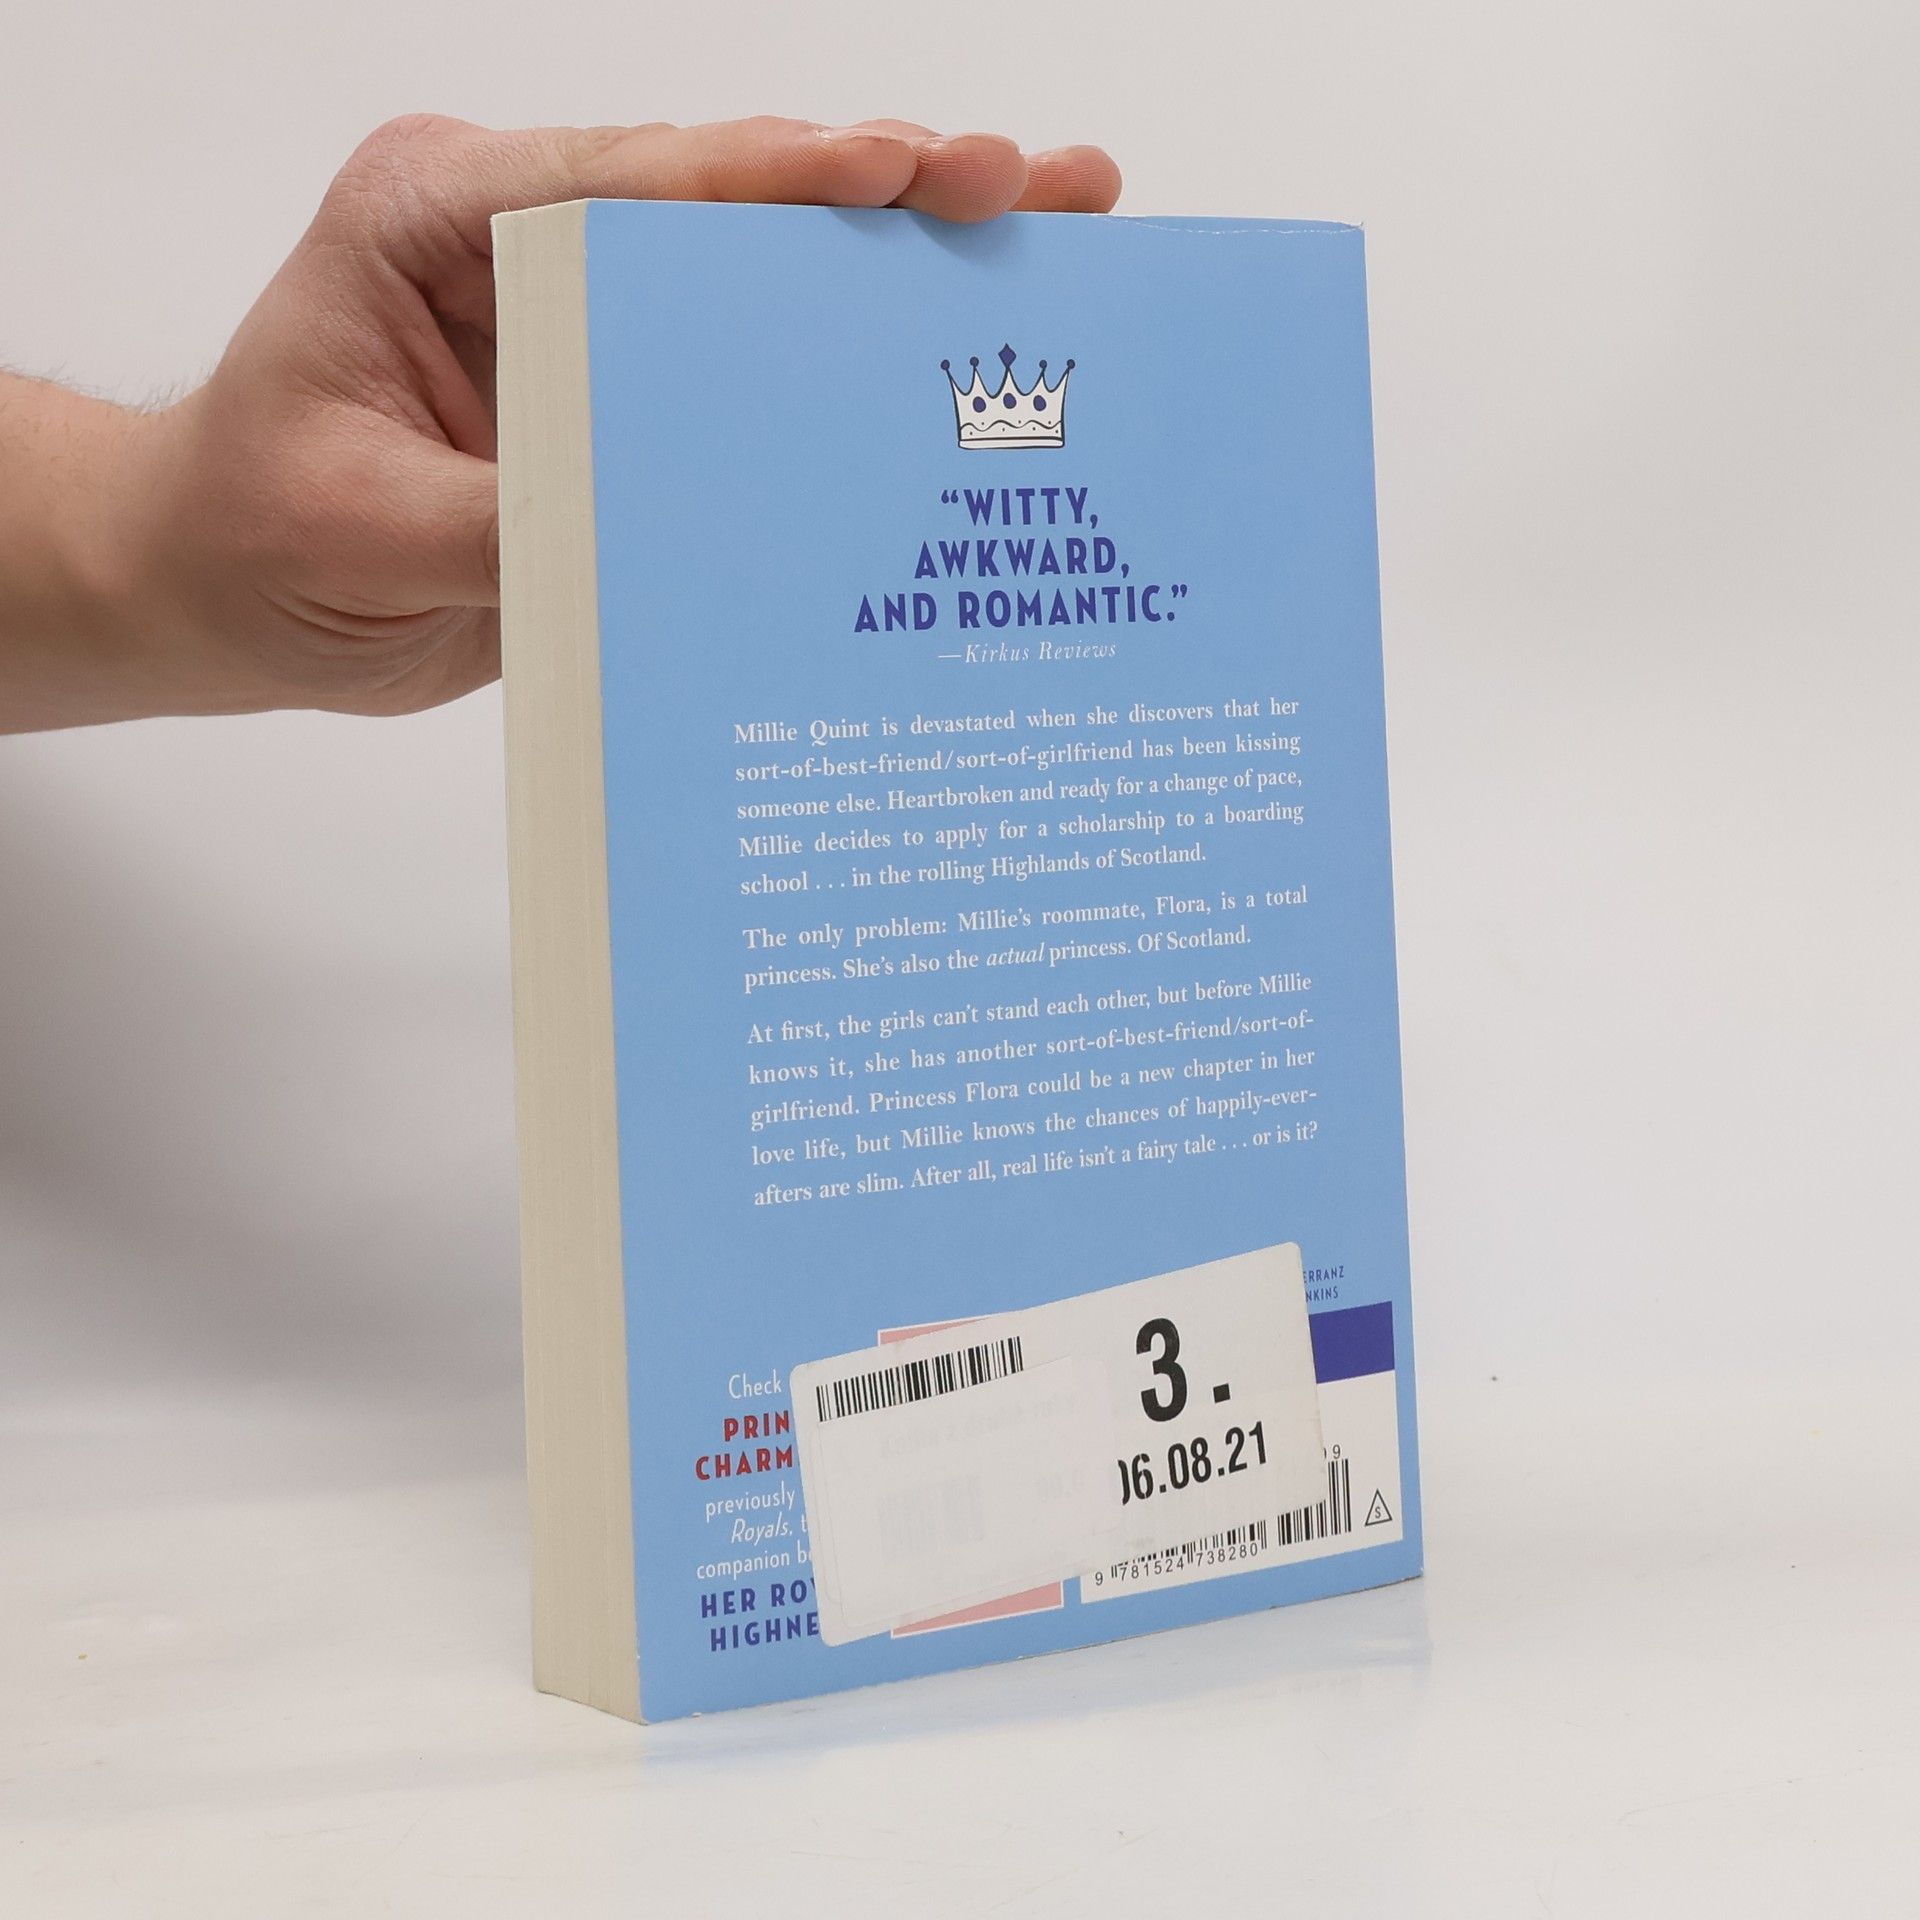 “WITTY,
AWKWARD,
AND ROMANTIC.”
—Kirkus Reviews
Millie Quint is devastated when she discovers that her
sort-of-best-friend/sort-of-girlfriend has been kissing
someone else. Heartbroken and ready for a change of pace,
Millie decides to apply for a scholarship to a boarding
school . . . in the rolling Highlands of Scotland.
The only problem: Millie’s roommate, Flora, is a total
princess. She’s also the actual princess. Of Scotland.
At first, the girls can’t stand each other, but before Millie
knows it, she has another sort-of-best-friend/sort-of-
girlfriend. Princess Flora could be a new chapter in her
love life, but Millie knows the chances of happily-ever-
afters are slim. After all, real life isn’t a fairy tale . . . or is it?
ERRANZ
NKINS
Check
PRIN
CHARM
previously
Royals, t
companion b
HER RO
HIGHNE
3.
06.08.21
99
9 781524 738280
S